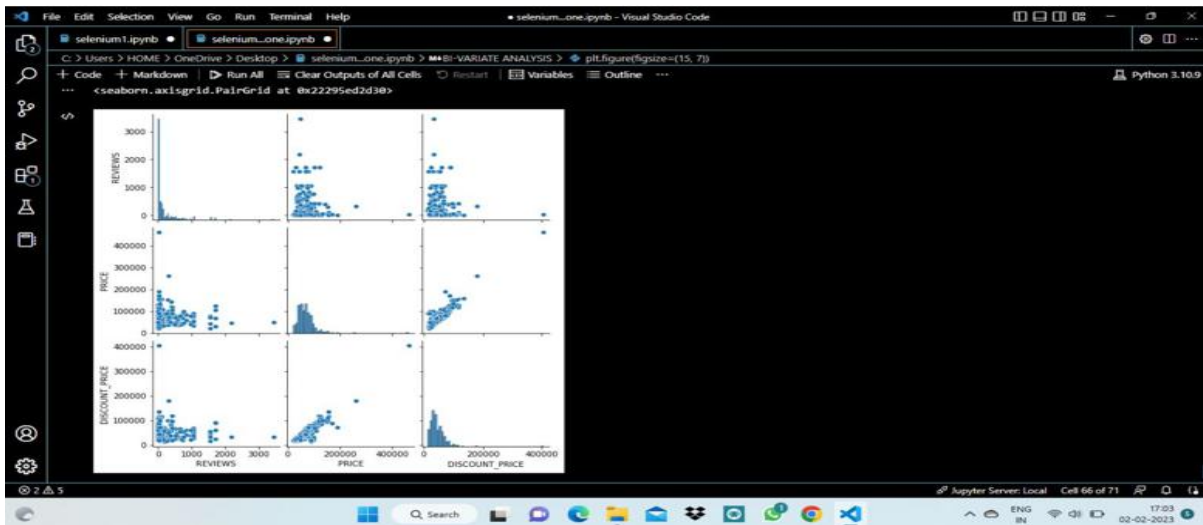 File Edit Selection View Go Run Terminal Help
● selenium...one.ipynb - Visual Studio Code
selenium1.ipynb ●
selenium...one.ipynb ●
C: > Users > HOME > OneDrive > Desktop > selenium...one.ipynb > M↓BI-VARIATE ANALYSIS > plt.figure(figsize=(15, 7))
+ Code + Markdown Run All Clear Outputs of All Cells Restart Variables Outline ...
Python 3.10.9
... <seaborn.axisgrid.PairGrid at 0x22295ed2d30>
3000
2000
1000
0
REVIEWS
400000
300000
200000
100000
0
PRICE
400000
300000
200000
100000
0
DISCOUNT_PRICE
0 1000 2000 3000
REVIEWS
0 200000 400000
PRICE
200000 400000
DISCOUNT_PRICE
2 1
2 5
Jupyter Server: Local Cell 66 of 71
Search
ENG
IN
17:03
02-02-2023